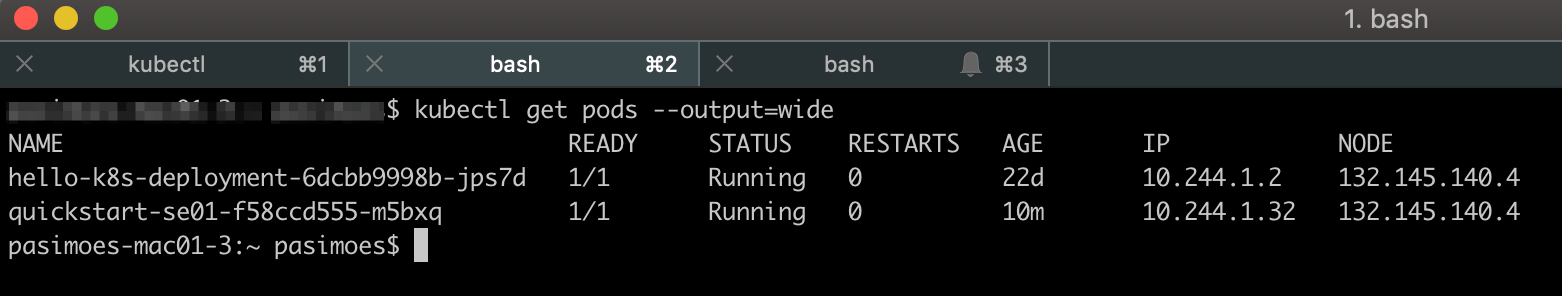 1. bash
kubectl ⌘1 bash ⌘2 bash ⌘3
$ kubectl get pods --output=wide
NAME READY STATUS RESTARTS AGE IP NODE
hello-k8s-deployment-6dcbb9998b-jps7d 1/1 Running 0 22d 10.244.1.2 132.145.140.4
quickstart-se01-f58ccd555-m5bxq 1/1 Running 0 10m 10.244.1.32 132.145.140.4
pasimoes-mac01-3:~ pasimoes$